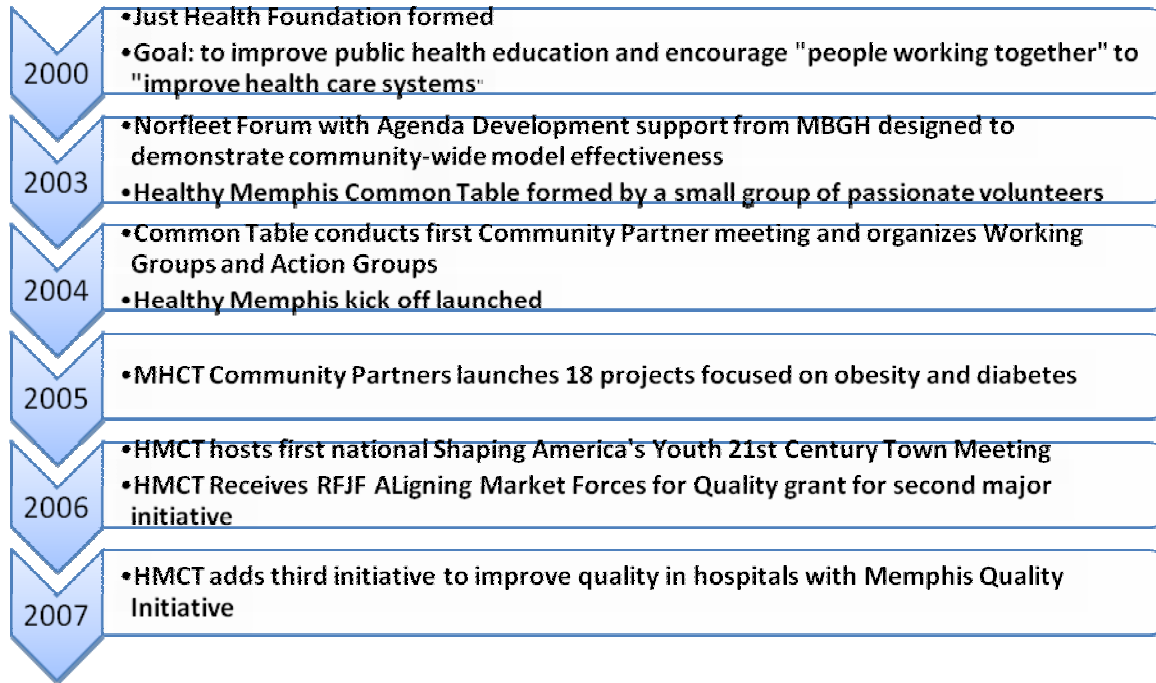 •Just Health Foundation formed
2000
•Goal: to improve public health education and encourage "people working together" to
"improve health care systems"
•Norfleet Forum with Agenda Development support from MBGH designed to
demonstrate community-wide model effectiveness
2003
•Healthy Memphis Common Table formed by a small group of passionate volunteers
•Common Table conducts first Community Partner meeting and organizes Working
Groups and Action Groups
2004
•Healthy Memphis kick off launched
2005
•MHCT Community Partners launches 18 projects focused on obesity and diabetes
•HMCT hosts first national Shaping America's Youth 21st Century Town Meeting
2006
•HMCT Receives RFJF ALigning Market Forces for Quality grant for second major
initiative
2007
•HMCT adds third initiative to improve quality in hospitals with Memphis Quality
Initiative